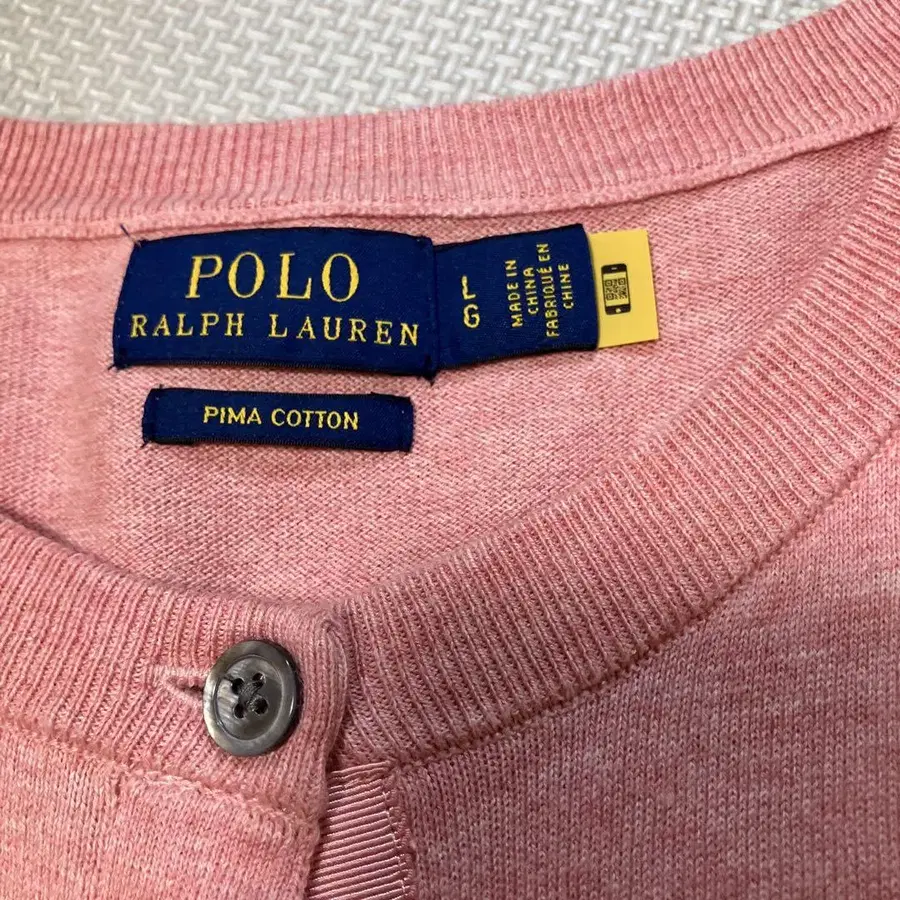 POLO
RALPH LAUREN
L
G
MADE IN
CHINA
FABRIQUÉ EN
CHINE
PIMA COTTON